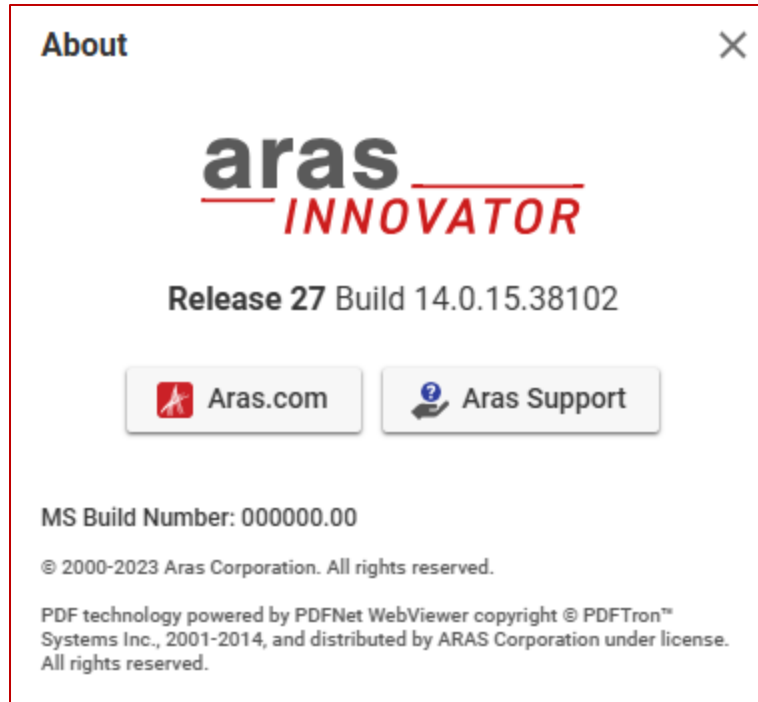 About
aras
INNOVATOR
Release 27 Build 14.0.15.38102
Aras.com
Aras Support
MS Build Number: 000000.00
© 2000-2023 Aras Corporation. All rights reserved.
PDF technology powered by PDFNet WebViewer copyright © PDFTron™
Systems Inc., 2001-2014, and distributed by ARAS Corporation under license.
All rights reserved.